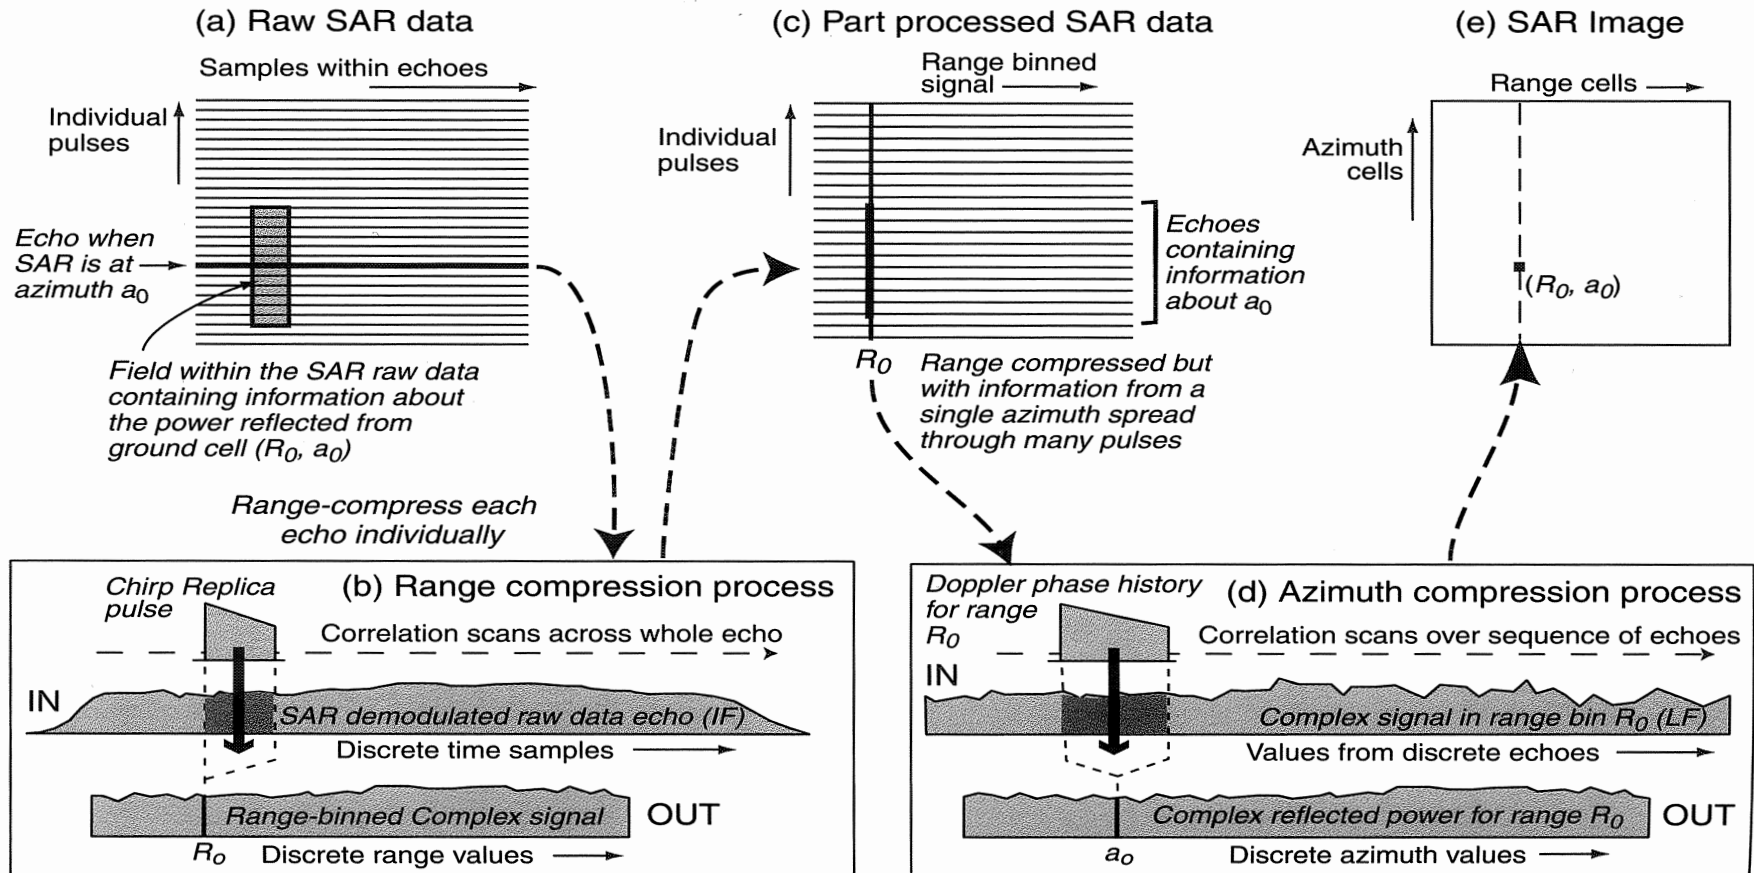 (a) Raw SAR data
Samples within echoes
Individual
pulses
Echo when
SAR is at
azimuth a0
Field within the SAR raw data
containing information about
the power reflected from
ground cell (R0, a0)
Range-compress each
echo individually
(b) Range compression process
Chirp Replica
pulse
Correlation scans across whole echo
IN
SAR demodulated raw data echo (IF)
Discrete time samples
Range-binned Complex signal
OUT
Ro
Discrete range values
(c) Part processed SAR data
Range binned
signal
Individual
pulses
Echoes
containing
information
about a0
R0
Range compressed but
with information from a
single azimuth spread
through many pulses
(d) Azimuth compression process
Doppler phase history
for range
R0
Correlation scans over sequence of echoes
IN
Complex signal in range bin R0 (LF)
Values from discrete echoes
Complex reflected power for range R0
OUT
ao
Discrete azimuth values
(e) SAR Image
Range cells
Azimuth
cells
(R0, a0)